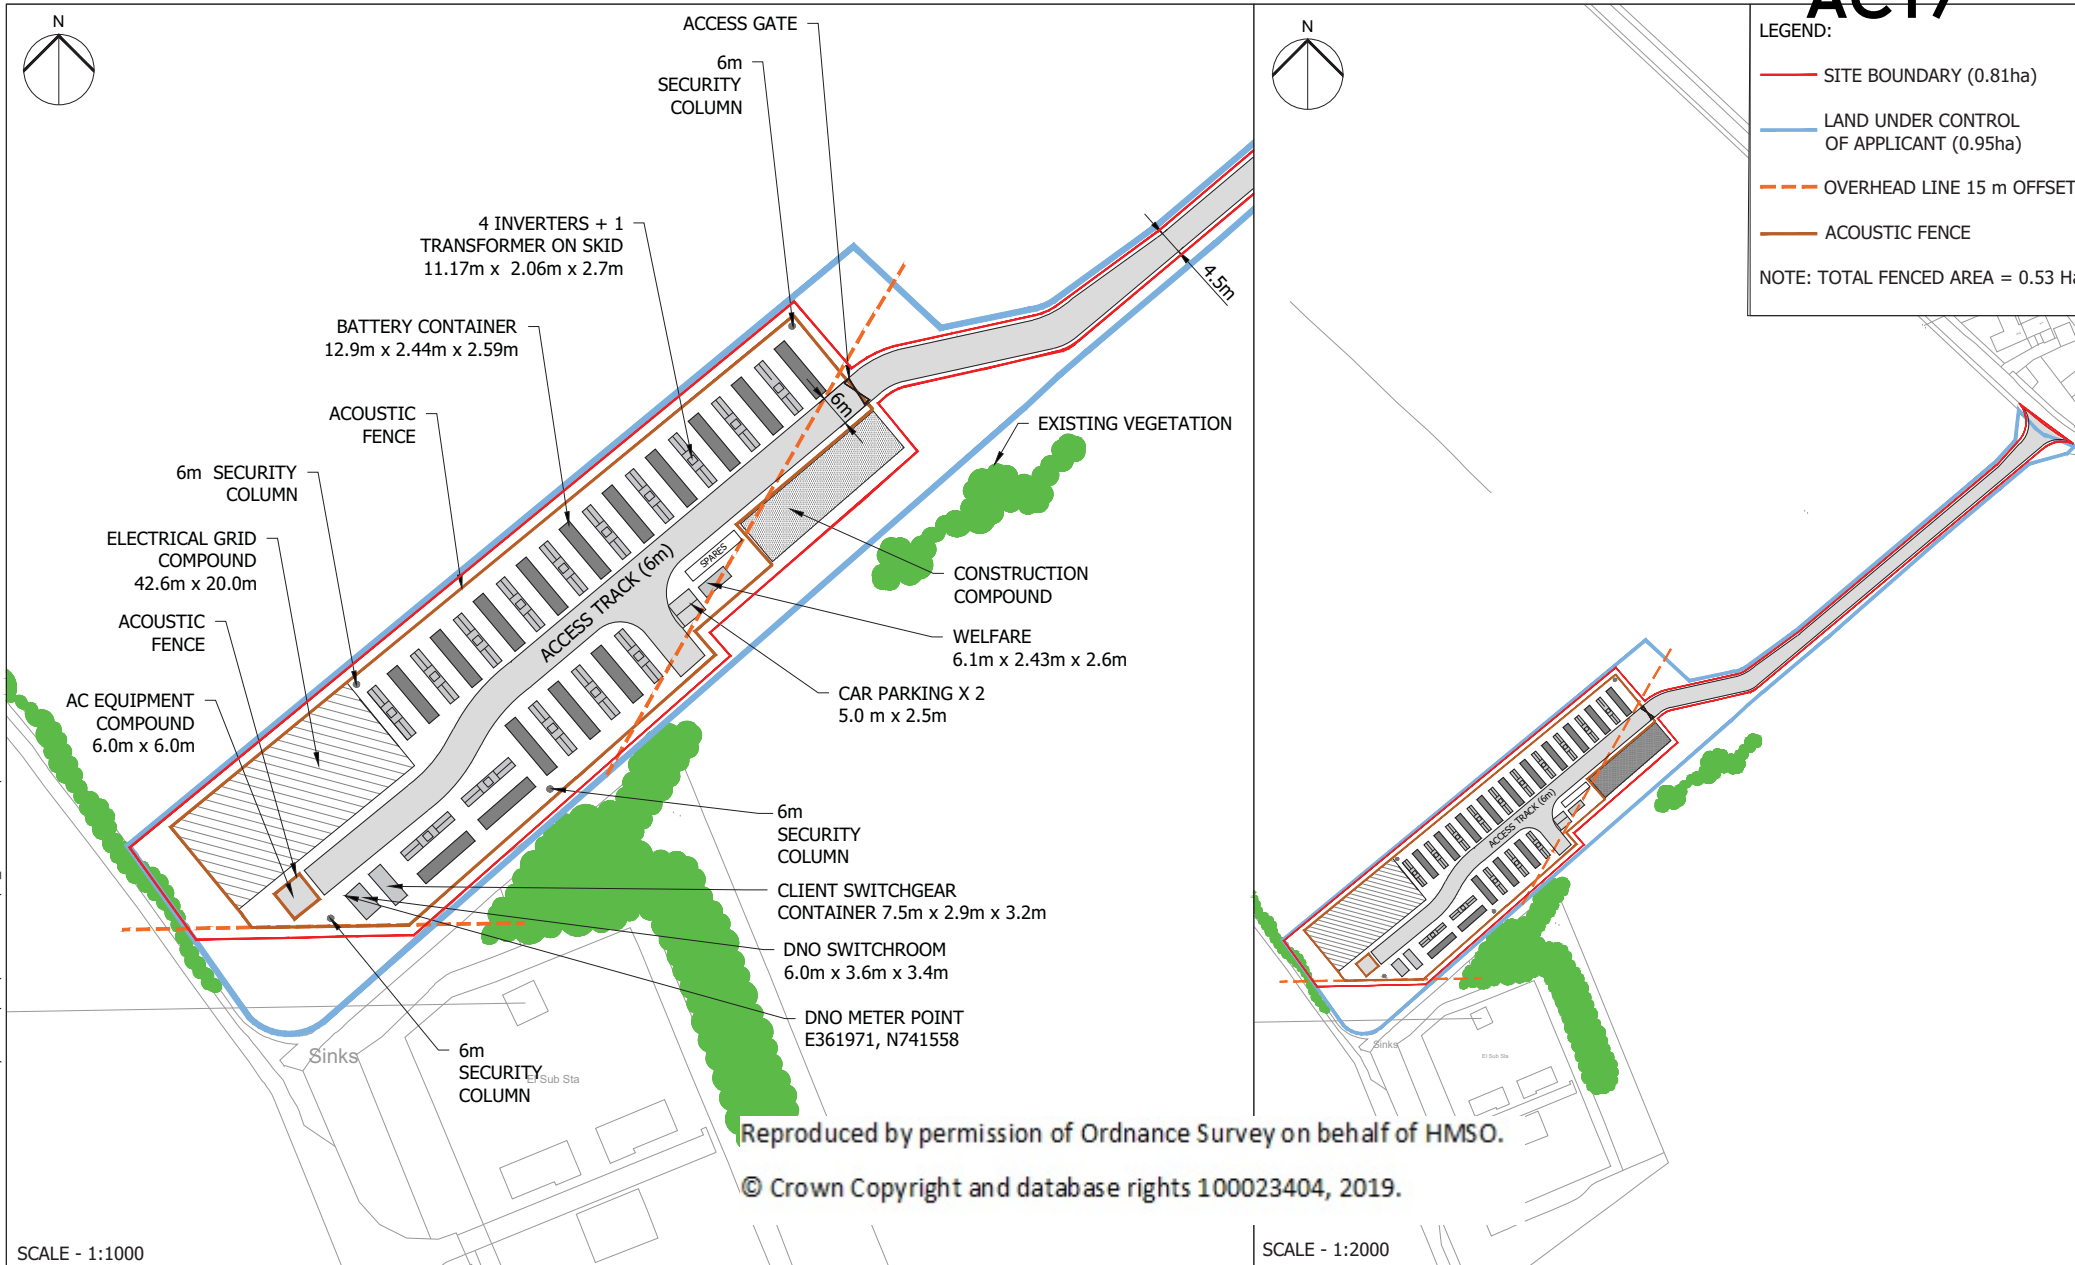 N
ACCESS GATE
6m
SECURITY
COLUMN
4 INVERTERS + 1
TRANSFORMER ON SKID
11.17m x 2.06m x 2.7m
BATTERY CONTAINER
12.9m x 2.44m x 2.59m
ACOUSTIC
FENCE
6m SECURITY
COLUMN
ELECTRICAL GRID
COMPOUND
42.6m x 20.0m
ACOUSTIC
FENCE
AC EQUIPMENT
COMPOUND
6.0m x 6.0m
4.5m
6m
EXISTING VEGETATION
ACCESS TRACK (6m)
SPARES
CONSTRUCTION
COMPOUND
WELFARE
6.1m x 2.43m x 2.6m
CAR PARKING X 2
5.0 m x 2.5m
6m
SECURITY
COLUMN
CLIENT SWITCHGEAR
CONTAINER 7.5m x 2.9m x 3.2m
DNO SWITCHROOM
6.0m x 3.6m x 3.4m
DNO METER POINT
E361971, N741558
6m
SECURITY
COLUMN
Sinks
El Sub Sta
SCALE - 1:1000
N
LEGEND:
SITE BOUNDARY (0.81ha)
LAND UNDER CONTROL
OF APPLICANT (0.95ha)
OVERHEAD LINE 15 m OFFSET
ACOUSTIC FENCE
NOTE: TOTAL FENCED AREA = 0.53 Ha
ACCESS TRACK (6m)
Sinks
El Sub Sta
Reproduced by permission of Ordnance Survey on behalf of HMSO.
© Crown Copyright and database rights 100023404, 2019.
SCALE - 1:2000